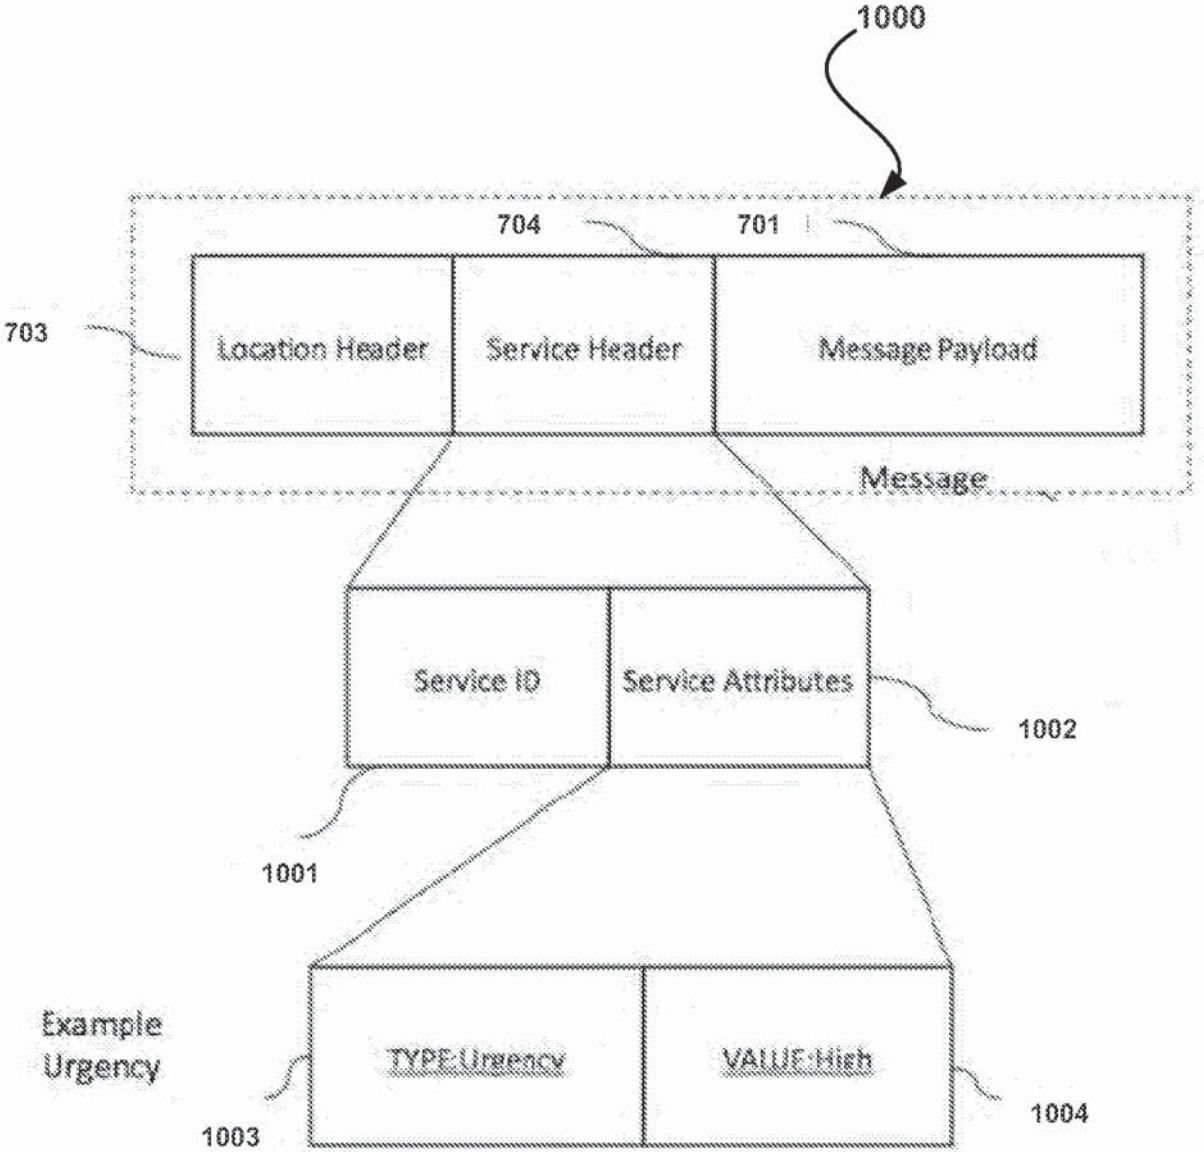 1000
704
701
703
Location Header
Service Header
Message Payload
Message
Service ID
Service Attributes
1002
1001
Example
Urgency
TYPE:Urgency
VALUE:High
1003
1004